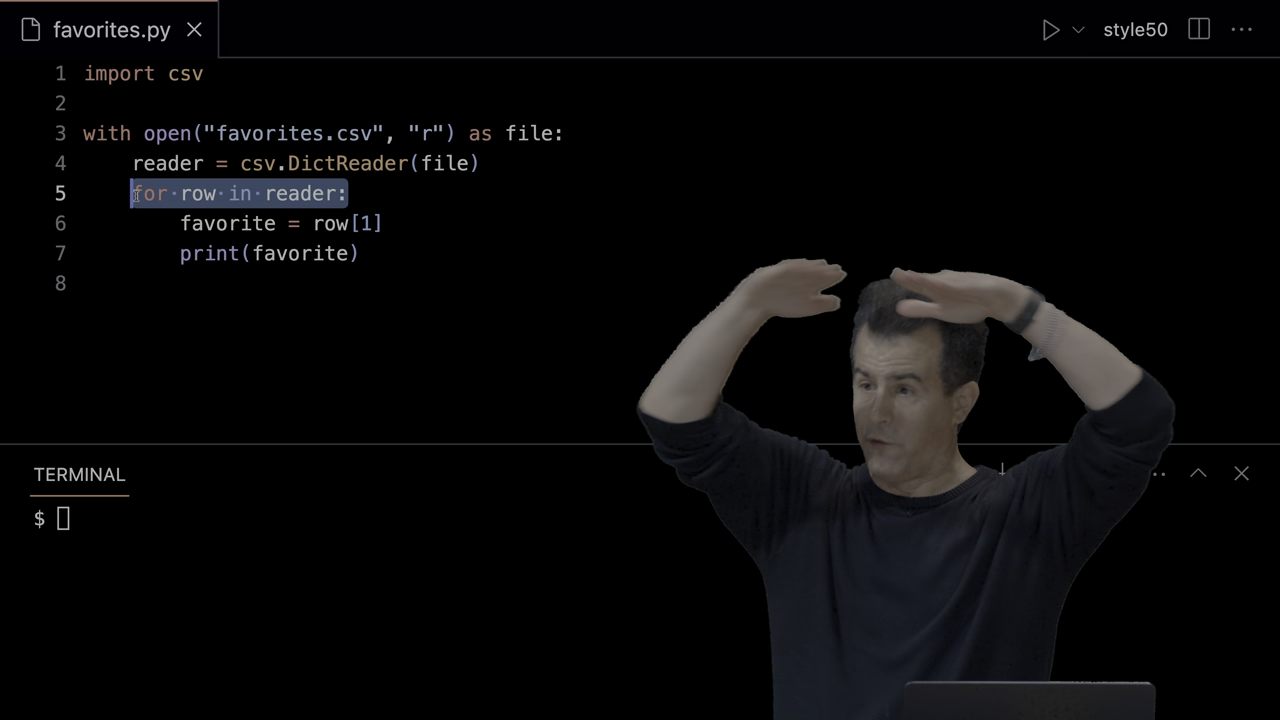 favorites.py
style50
1 import csv
2
3 with open("favorites.csv", "r") as file:
4     reader = csv.DictReader(file)
5     for·row·in·reader:
6         favorite = row[1]
7         print(favorite)
8
TERMINAL
$